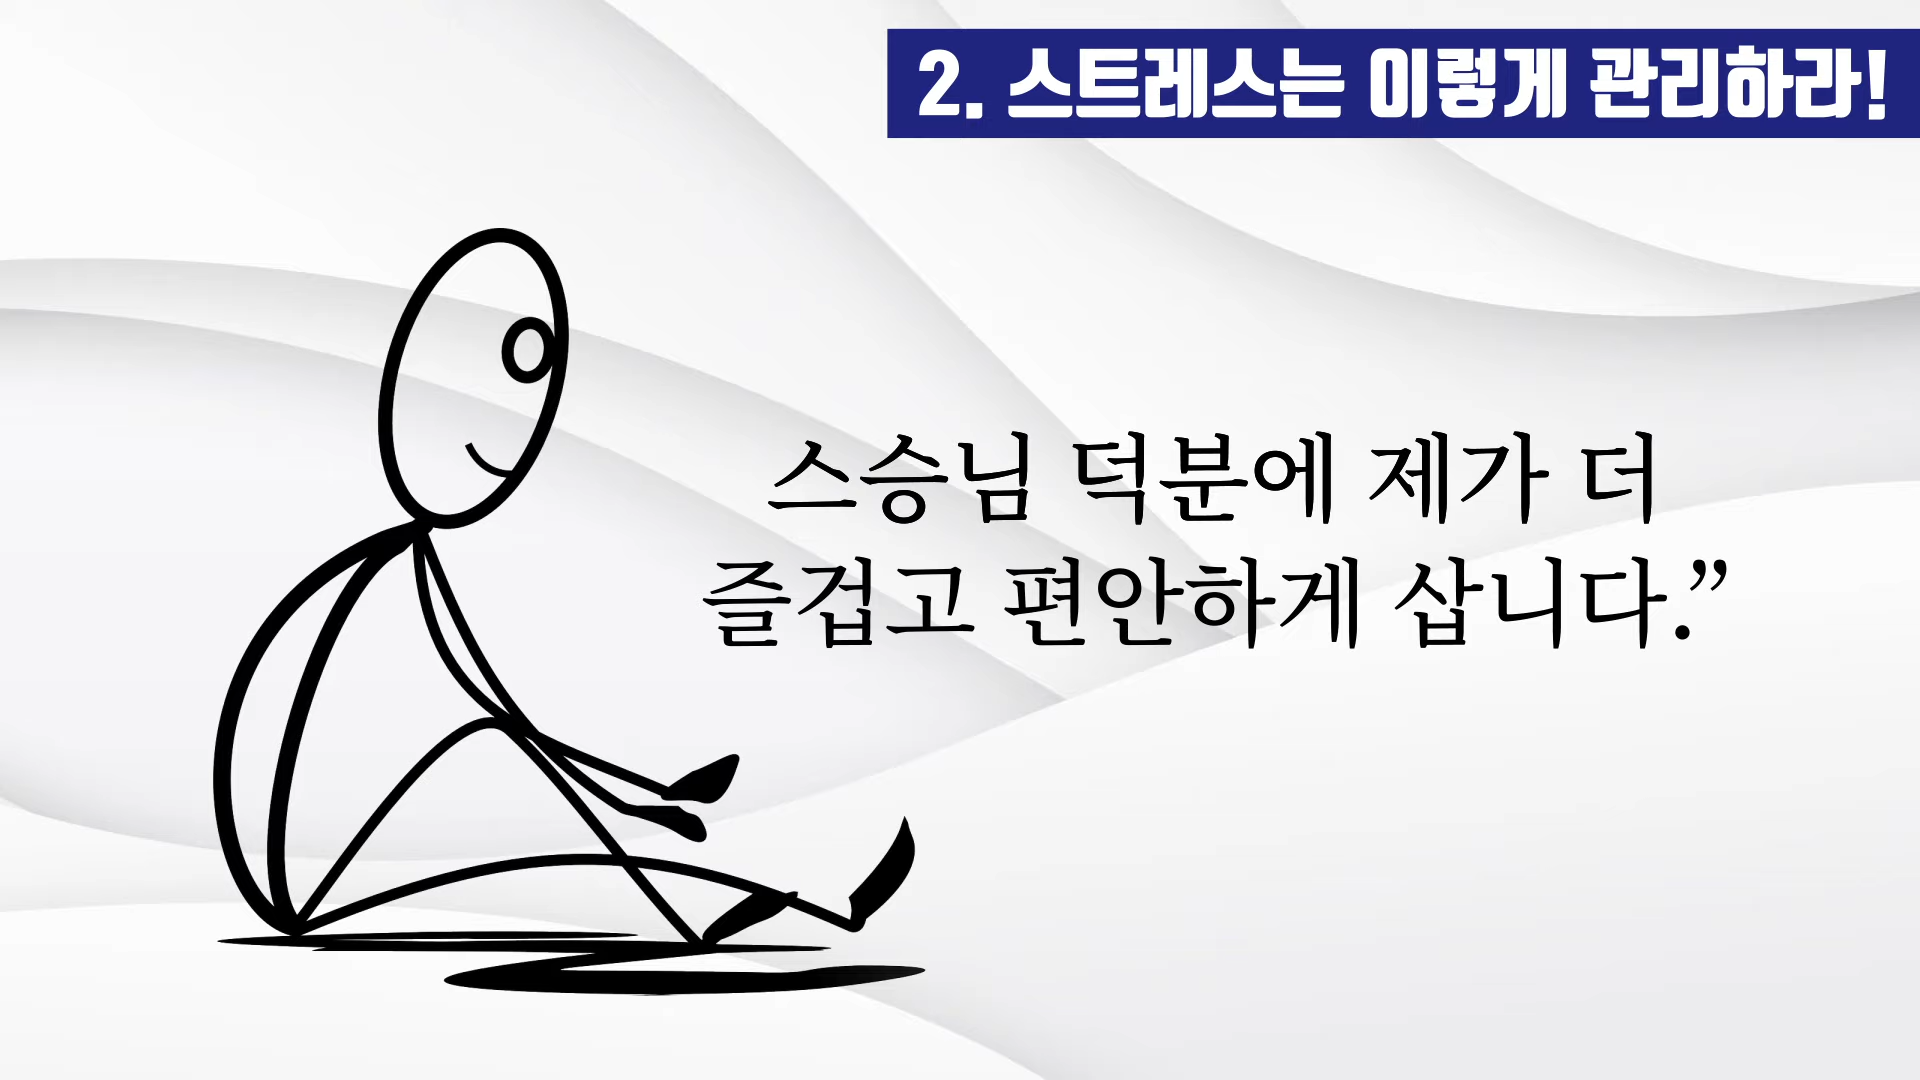 2. 스트레스는 이렇게 관리하라!
스승님 덕분에 제가 더
즐겁고 편안하게 삽니다.”